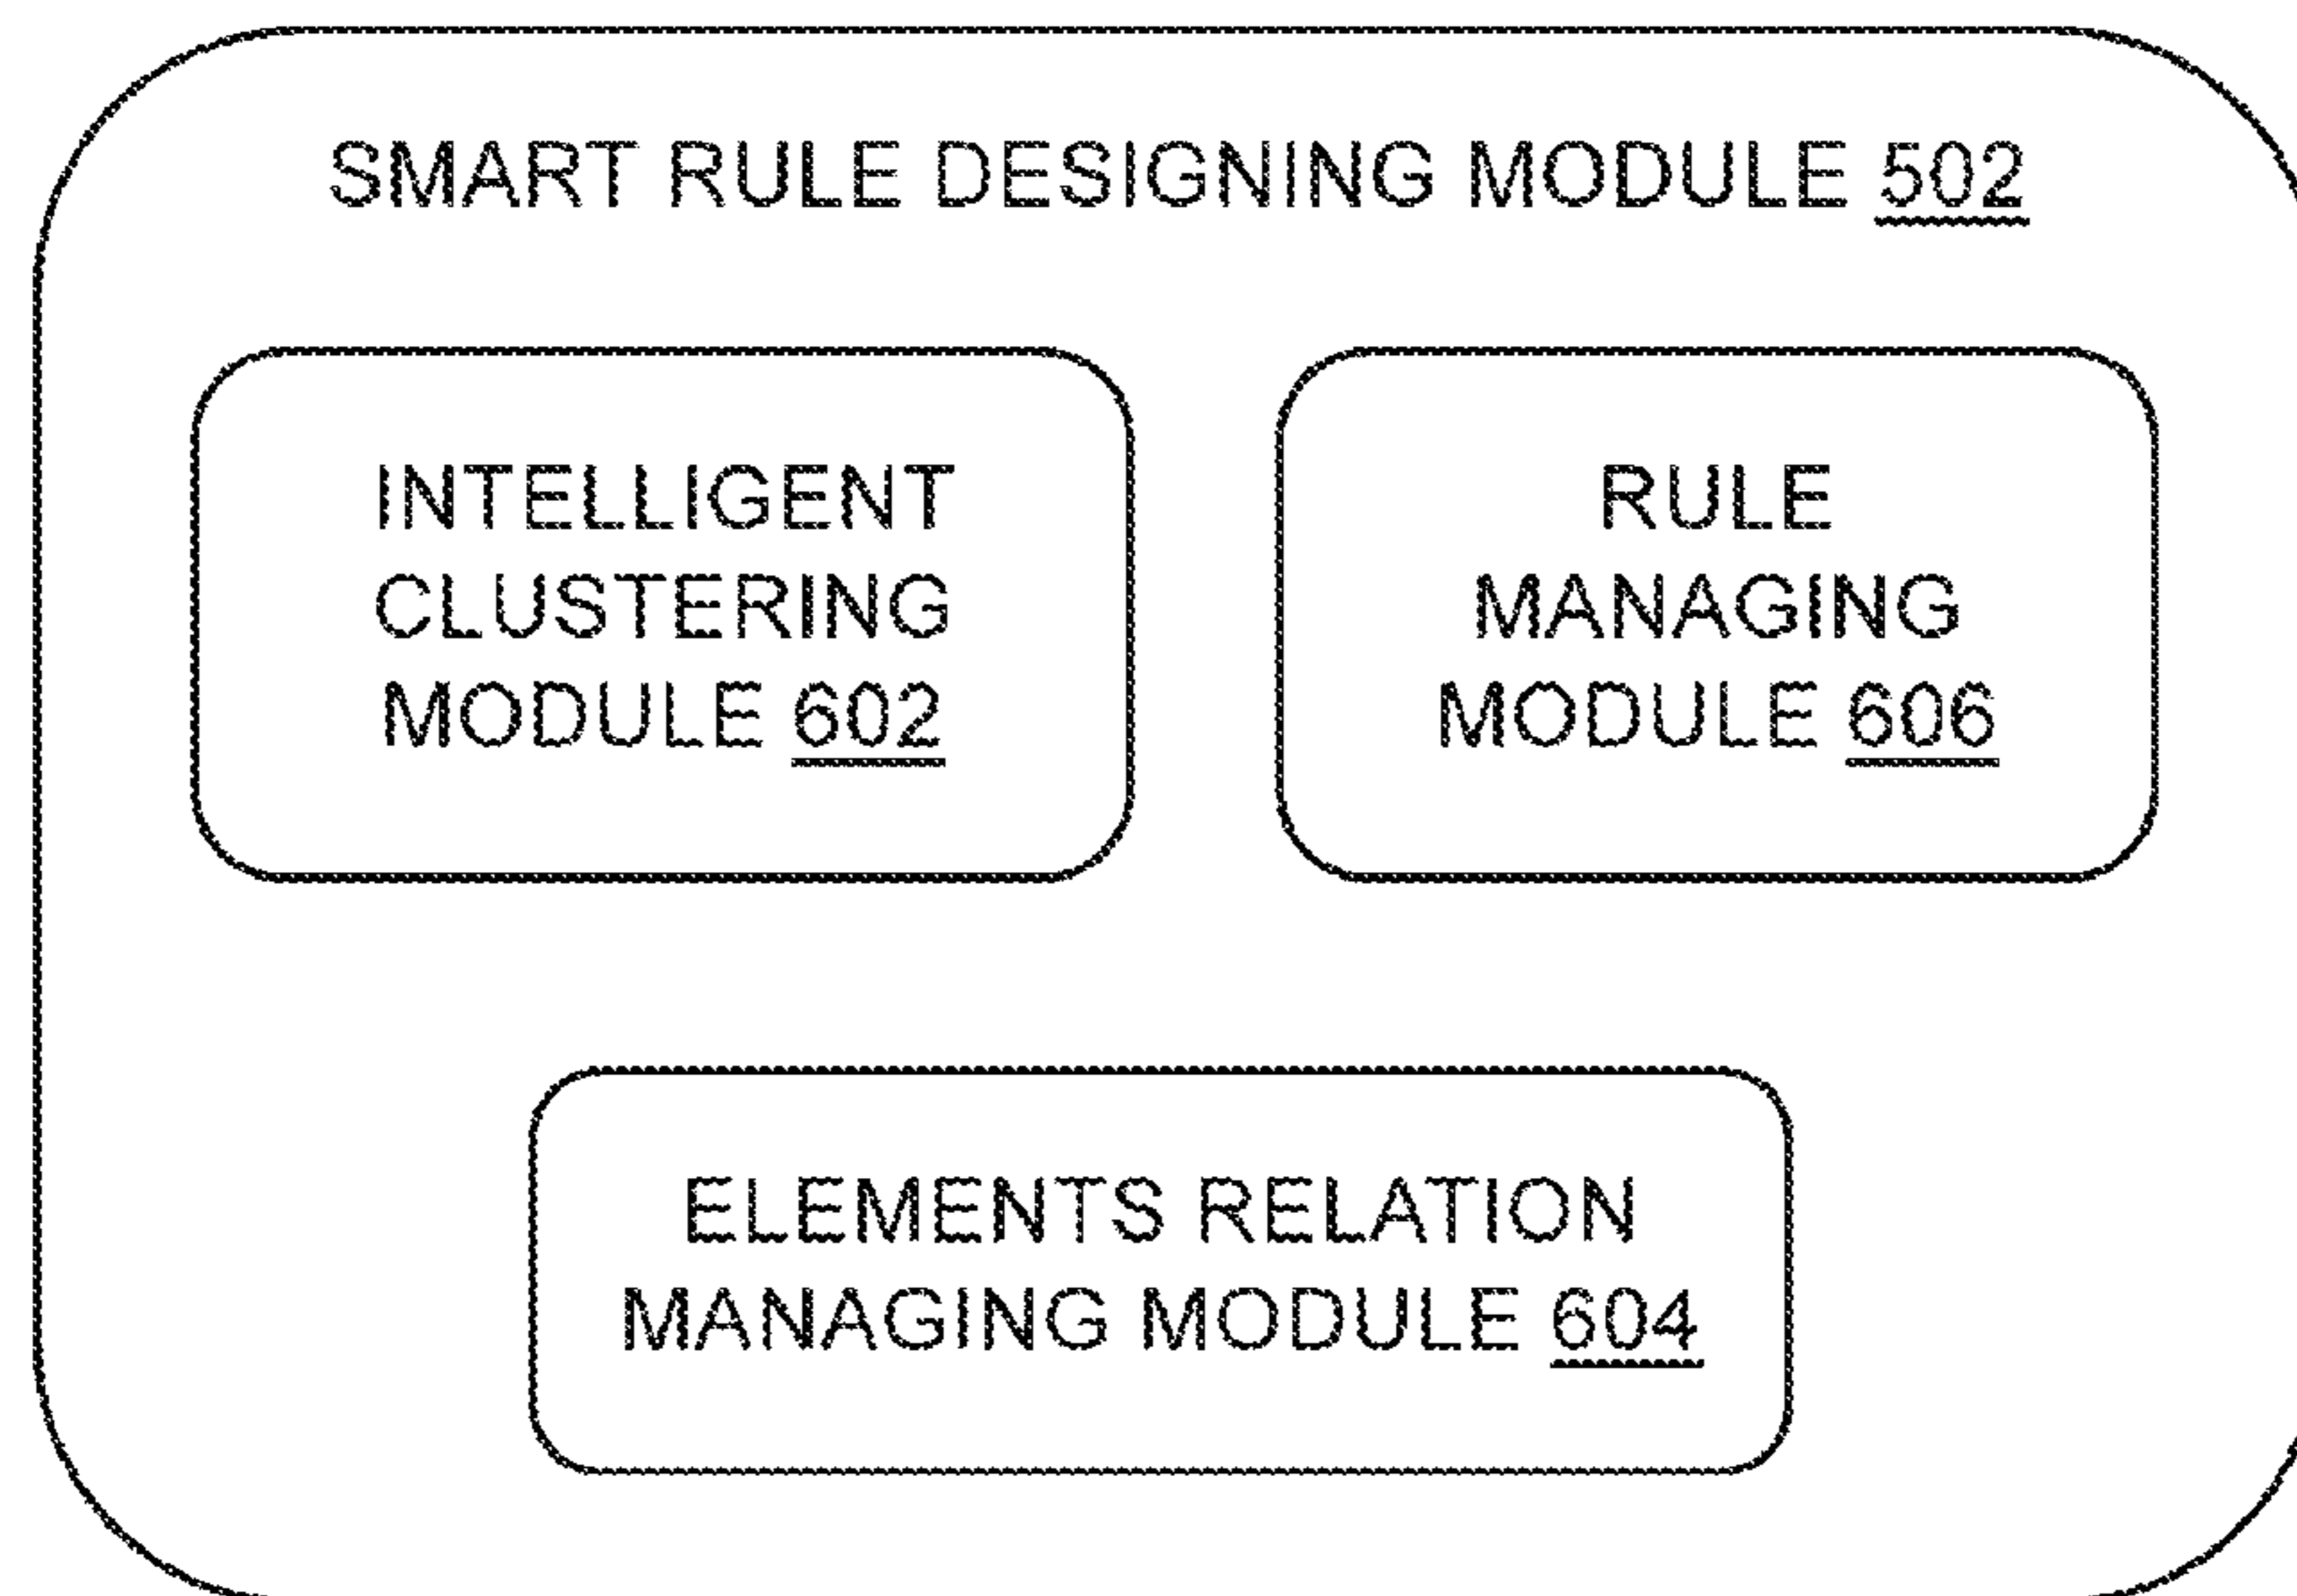 SMART RULE DESIGNING MODULE 502
INTELLIGENT
CLUSTERING
MODULE 602
RULE
MANAGING
MODULE 606
ELEMENTS RELATION
MANAGING MODULE 604